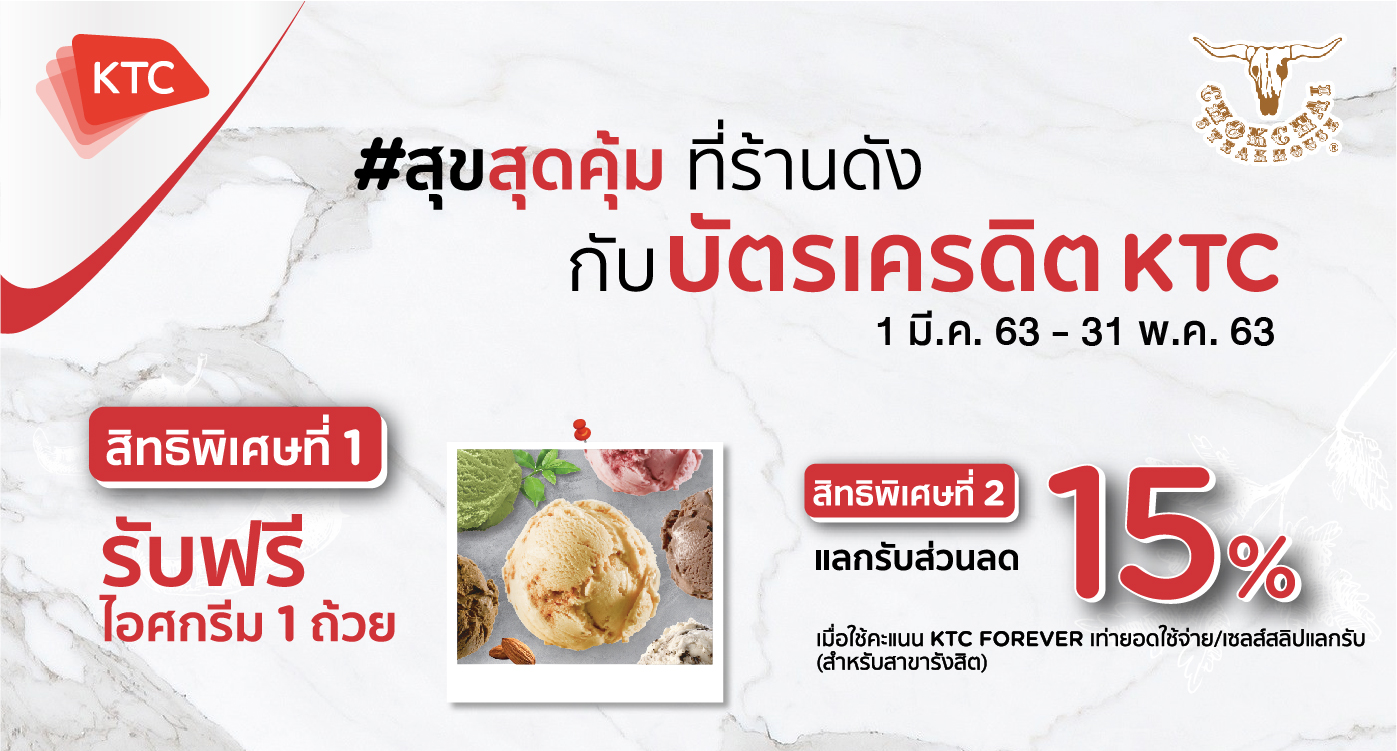 KTC
CHOKCHAI
STEAKHOUSE®
#สุขสุดคุ้ม ที่ร้านดัง
กับ บัตรเครดิต KTC
1 มี.ค. 63 - 31 พ.ค. 63
สิทธิพิเศษที่ 1
รับฟรี
ไอศกรีม 1 ถ้วย
สิทธิพิเศษที่ 2
แลกรับส่วนลด
15%
เมื่อใช้คะแนน KTC FOREVER เท่ายอดใช้จ่าย/เซลส์สลิปแลกรับ
(สำหรับสาขารังสิต)